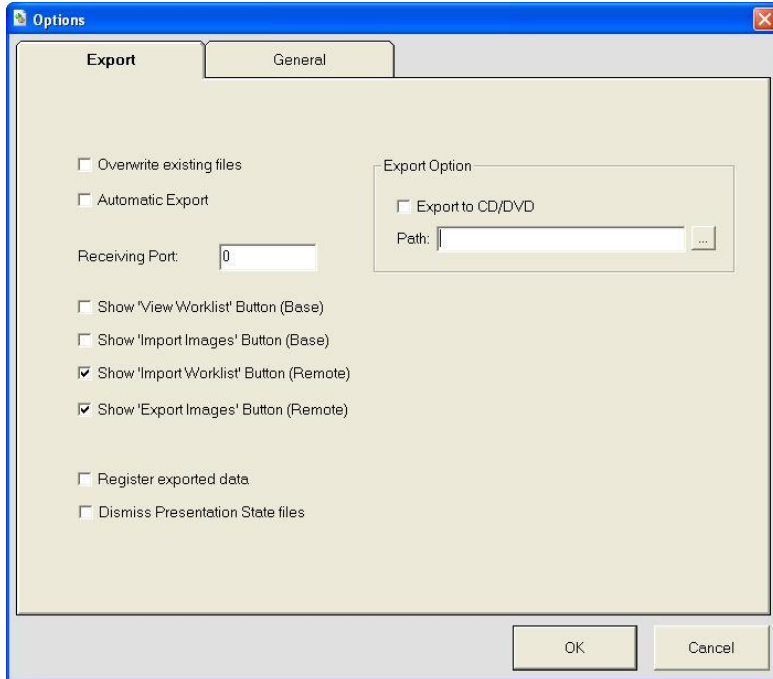 Options
Export
General
Overwrite existing files
Automatic Export
Receiving Port: 0
Export Option
Export to CD/DVD
Path:
...
Show 'View Worklist' Button (Base)
Show 'Import Images' Button (Base)
Show 'Import Worklist' Button (Remote)
Show 'Export Images' Button (Remote)
Register exported data
Dismiss Presentation State files
OK
Cancel